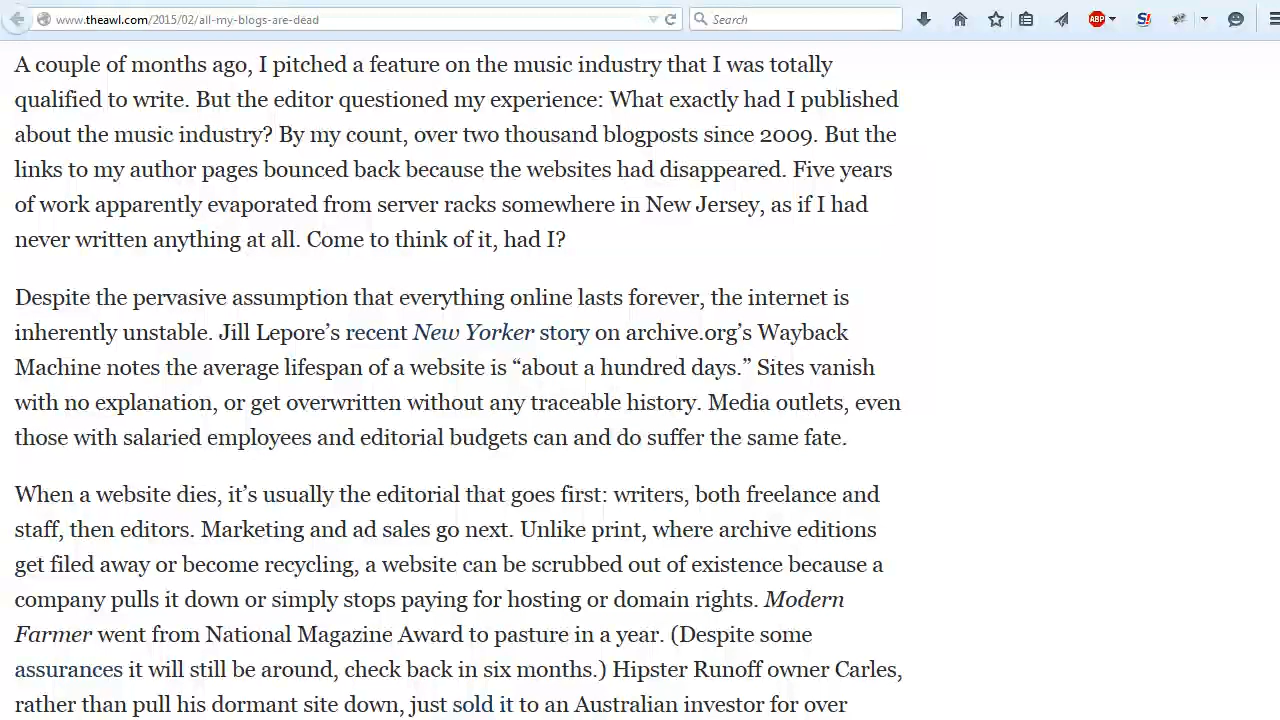 www.theawl.com/2015/02/all-my-blogs-are-dead
Search
ABP
S!
A couple of months ago, I pitched a feature on the music industry that I was totally
qualified to write. But the editor questioned my experience: What exactly had I published
about the music industry? By my count, over two thousand blogposts since 2009. But the
links to my author pages bounced back because the websites had disappeared. Five years
of work apparently evaporated from server racks somewhere in New Jersey, as if I had
never written anything at all. Come to think of it, had I?
Despite the pervasive assumption that everything online lasts forever, the internet is
inherently unstable. Jill Lepore’s recent New Yorker story on archive.org’s Wayback
Machine notes the average lifespan of a website is “about a hundred days.” Sites vanish
with no explanation, or get overwritten without any traceable history. Media outlets, even
those with salaried employees and editorial budgets can and do suffer the same fate.
When a website dies, it’s usually the editorial that goes first: writers, both freelance and
staff, then editors. Marketing and ad sales go next. Unlike print, where archive editions
get filed away or become recycling, a website can be scrubbed out of existence because a
company pulls it down or simply stops paying for hosting or domain rights. Modern
Farmer went from National Magazine Award to pasture in a year. (Despite some
assurances it will still be around, check back in six months.) Hipster Runoff owner Carles,
rather than pull his dormant site down, just sold it to an Australian investor for over